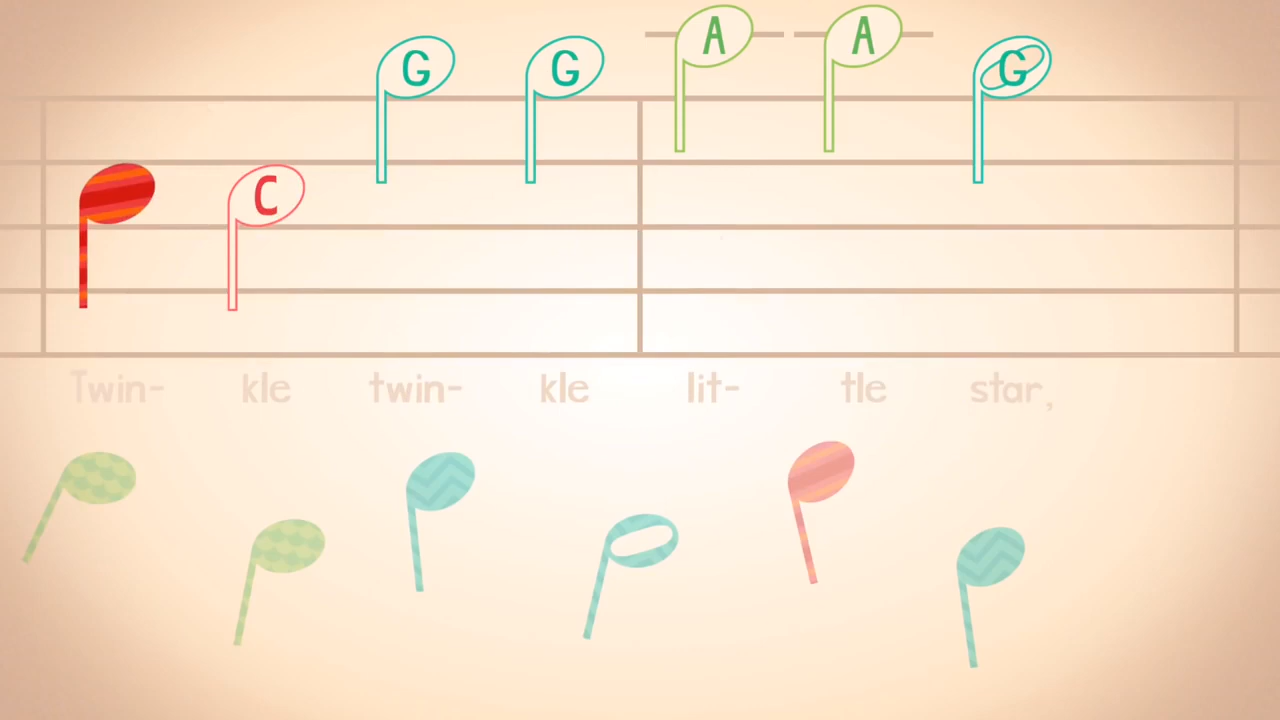 A A
G G G
C
Twin- kle twin- kle lit- tle star,